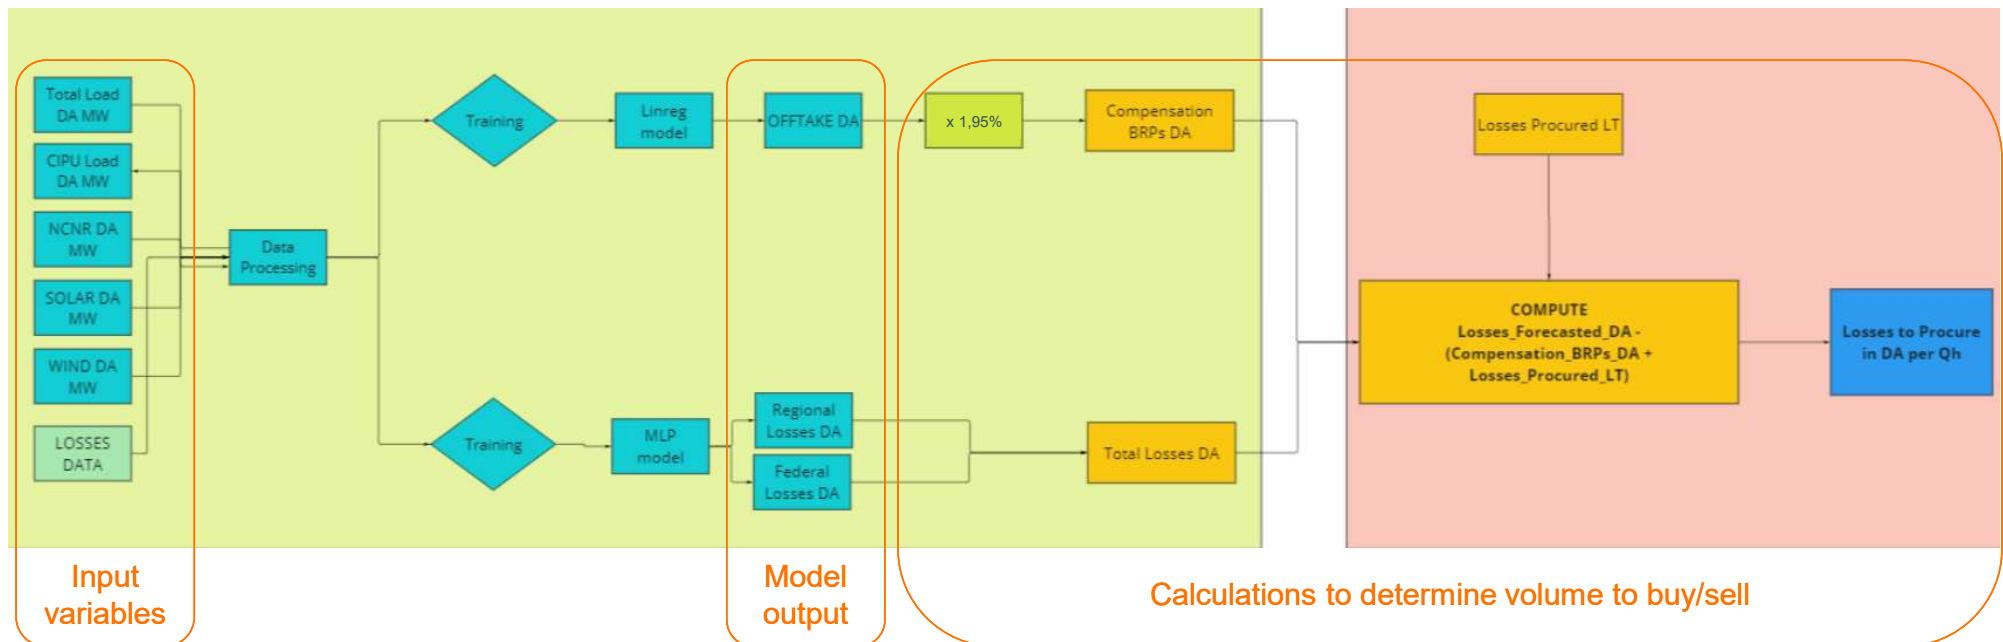 Total Load
DA MW
CIPU Load
DA MW
NCNR DA
MW
SOLAR DA
MW
WIND DA
MW
LOSSES
DATA
Data
Processing
Training
Linreg
model
OFFTAKE DA
x 1,95%
Compensation
BRPs DA
Training
MLP
model
Regional
Losses DA
Federal
Losses DA
Total Losses DA
Losses Procured LT
COMPUTE
Losses_Forecasted_DA -
(Compensation_BRPs_DA +
Losses_Procured_LT)
Losses to Procure
in DA per Qh
Input
variables
Model
output
Calculations to determine volume to buy/sell